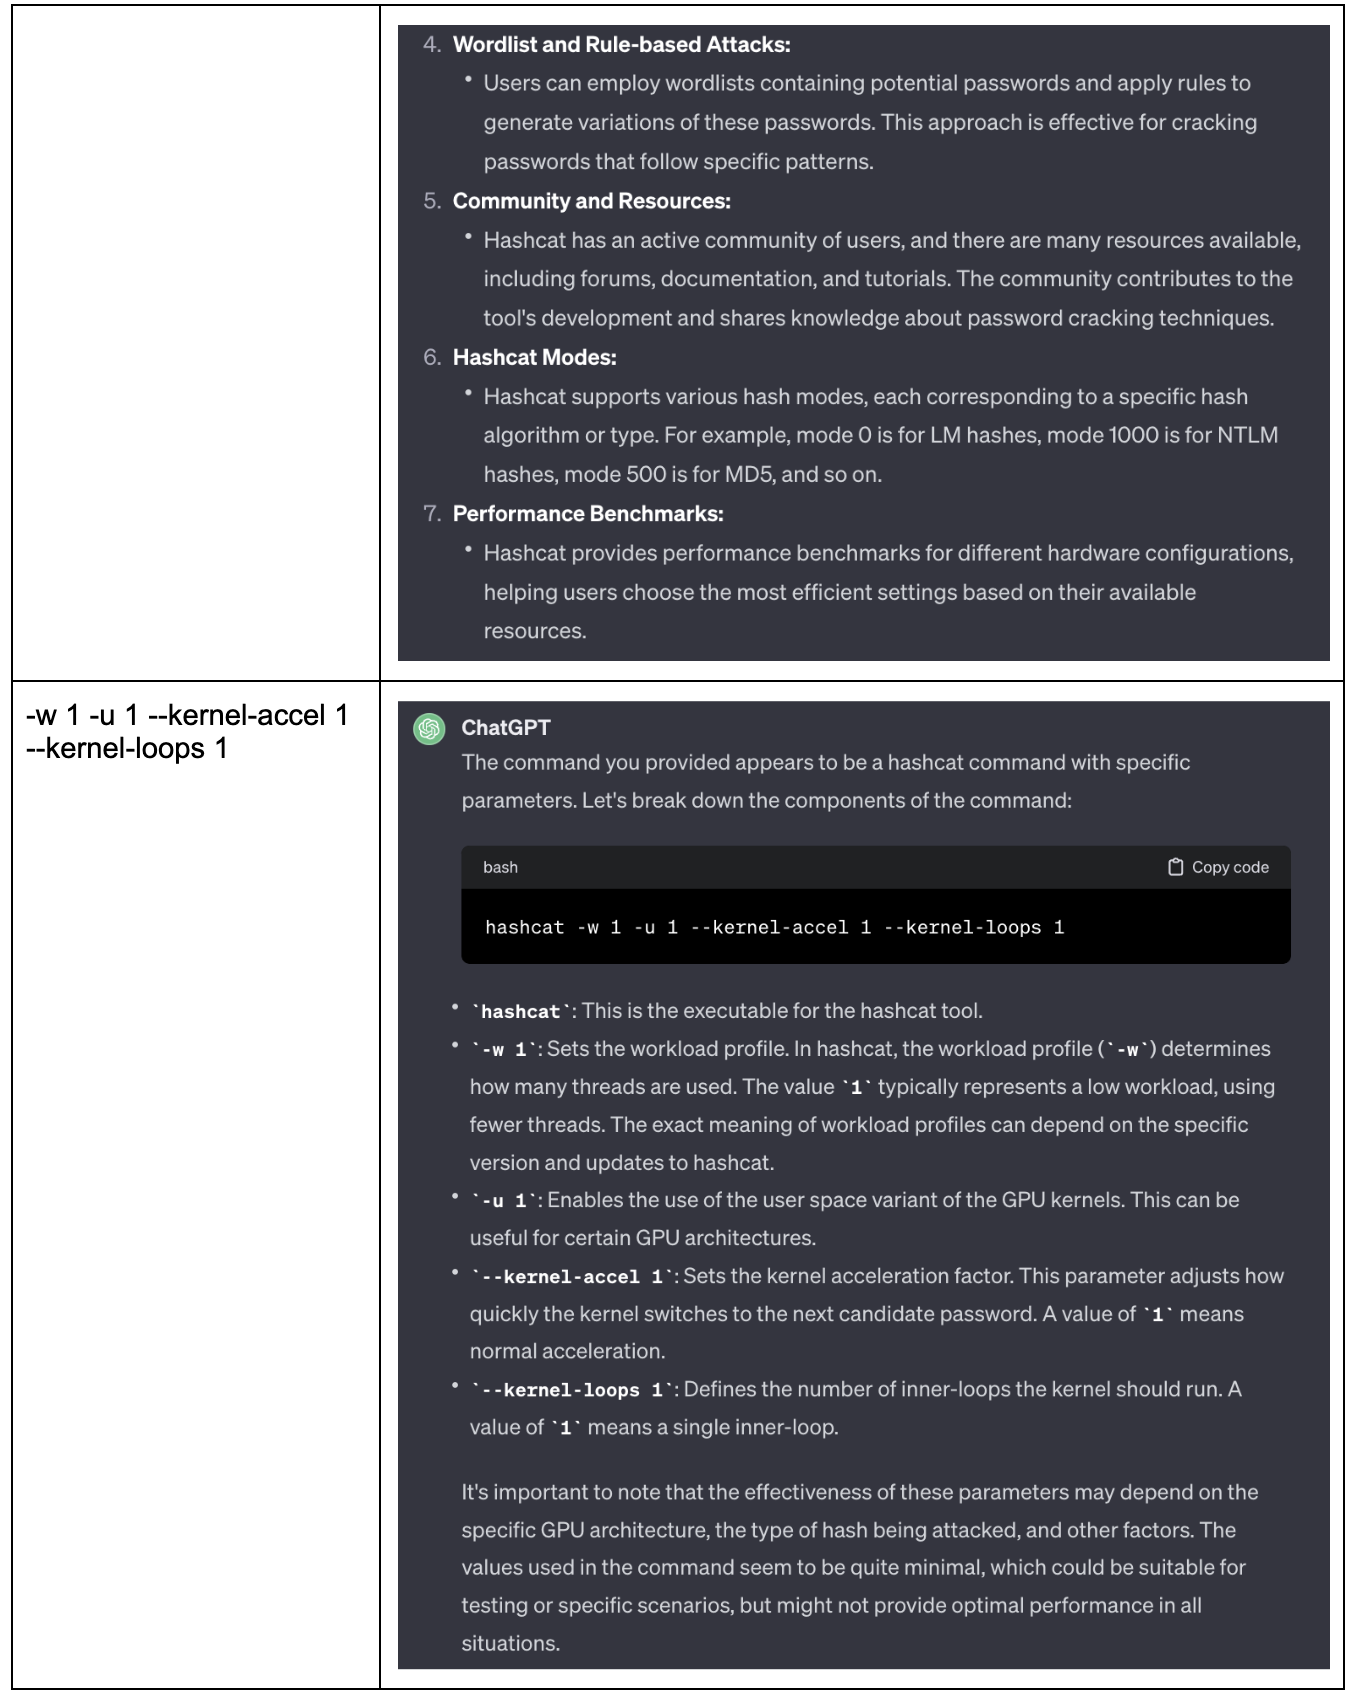 4. Wordlist and Rule-based Attacks:
• Users can employ wordlists containing potential passwords and apply rules to
generate variations of these passwords. This approach is effective for cracking
passwords that follow specific patterns.
5. Community and Resources:
• Hashcat has an active community of users, and there are many resources available,
including forums, documentation, and tutorials. The community contributes to the
tool's development and shares knowledge about password cracking techniques.
6. Hashcat Modes:
• Hashcat supports various hash modes, each corresponding to a specific hash
algorithm or type. For example, mode 0 is for LM hashes, mode 1000 is for NTLM
hashes, mode 500 is for MD5, and so on.
7. Performance Benchmarks:
• Hashcat provides performance benchmarks for different hardware configurations,
helping users choose the most efficient settings based on their available
resources.
-w 1 -u 1 --kernel-accel 1
--kernel-loops 1
ChatGPT
The command you provided appears to be a hashcat command with specific
parameters. Let's break down the components of the command:
bash Copy code
hashcat -w 1 -u 1 --kernel-accel 1 --kernel-loops 1
• `hashcat`: This is the executable for the hashcat tool.
• `-w 1`: Sets the workload profile. In hashcat, the workload profile (`-w`) determines
how many threads are used. The value `1` typically represents a low workload, using
fewer threads. The exact meaning of workload profiles can depend on the specific
version and updates to hashcat.
• `-u 1`: Enables the use of the user space variant of the GPU kernels. This can be
useful for certain GPU architectures.
• `--kernel-accel 1`: Sets the kernel acceleration factor. This parameter adjusts how
quickly the kernel switches to the next candidate password. A value of `1` means
normal acceleration.
• `--kernel-loops 1`: Defines the number of inner-loops the kernel should run. A
value of `1` means a single inner-loop.
It's important to note that the effectiveness of these parameters may depend on the
specific GPU architecture, the type of hash being attacked, and other factors. The
values used in the command seem to be quite minimal, which could be suitable for
testing or specific scenarios, but might not provide optimal performance in all
situations.